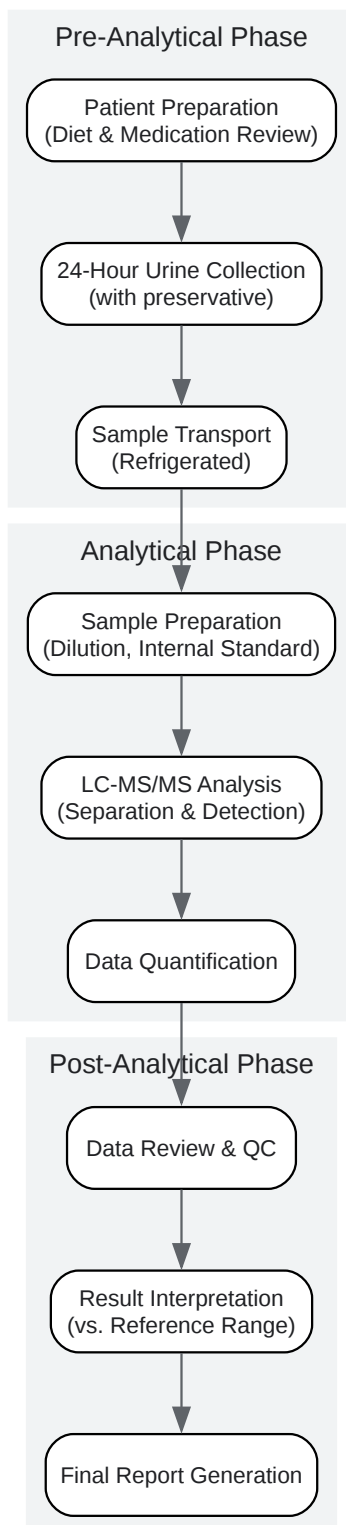 Pre-Analytical Phase
Patient Preparation
(Diet & Medication Review)
24-Hour Urine Collection
(with preservative)
Sample Transport
(Refrigerated)
Analytical Phase
Sample Preparation
(Dilution, Internal Standard)
LC-MS/MS Analysis
(Separation & Detection)
Data Quantification
Post-Analytical Phase
Data Review & QC
Result Interpretation
(vs. Reference Range)
Final Report Generation